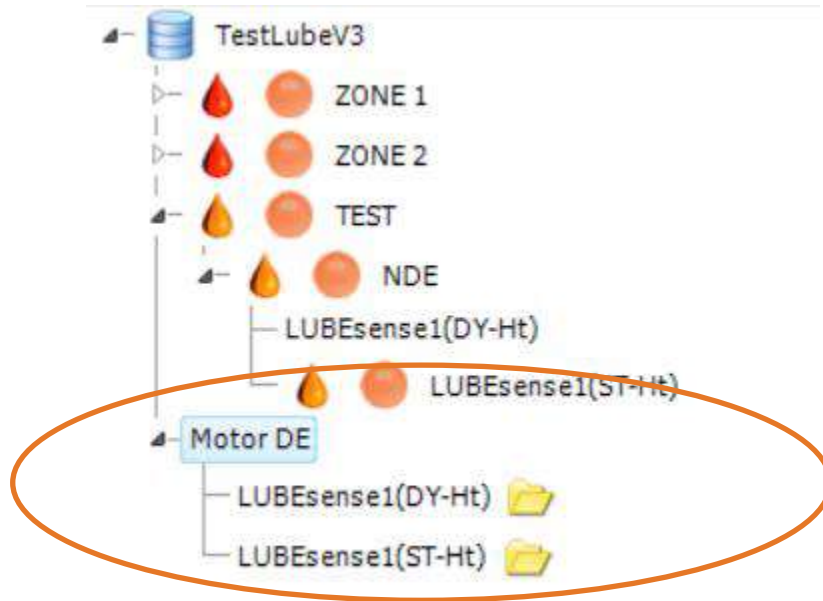 TestLubeV3
ZONE 1
ZONE 2
TEST
NDE
LUBEsense1(DY-Ht)
LUBEsense1(ST-Ht)
Motor DE
LUBEsense1(DY-Ht)
LUBEsense1(ST-Ht)